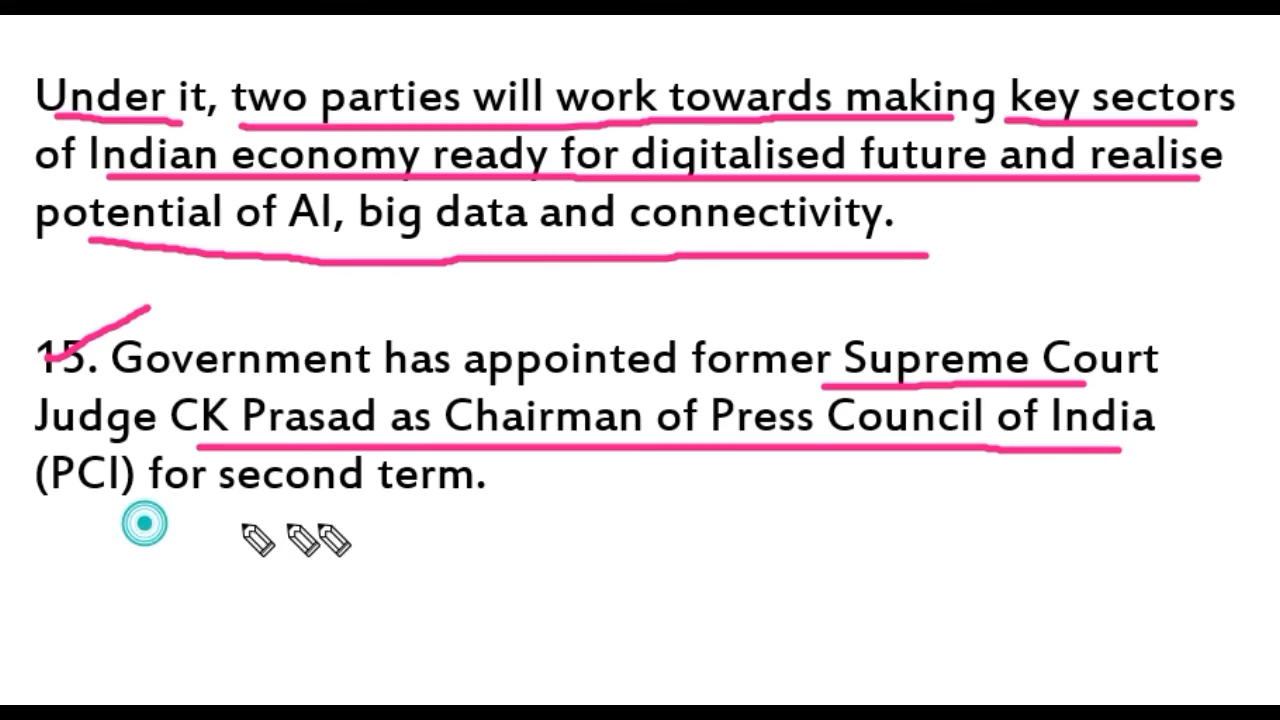 Under it, two parties will work towards making key sectors
of Indian economy ready for digitalised future and realise
potential of AI, big data and connectivity.
15. Government has appointed former Supreme Court
Judge CK Prasad as Chairman of Press Council of India
(PCI) for second term.